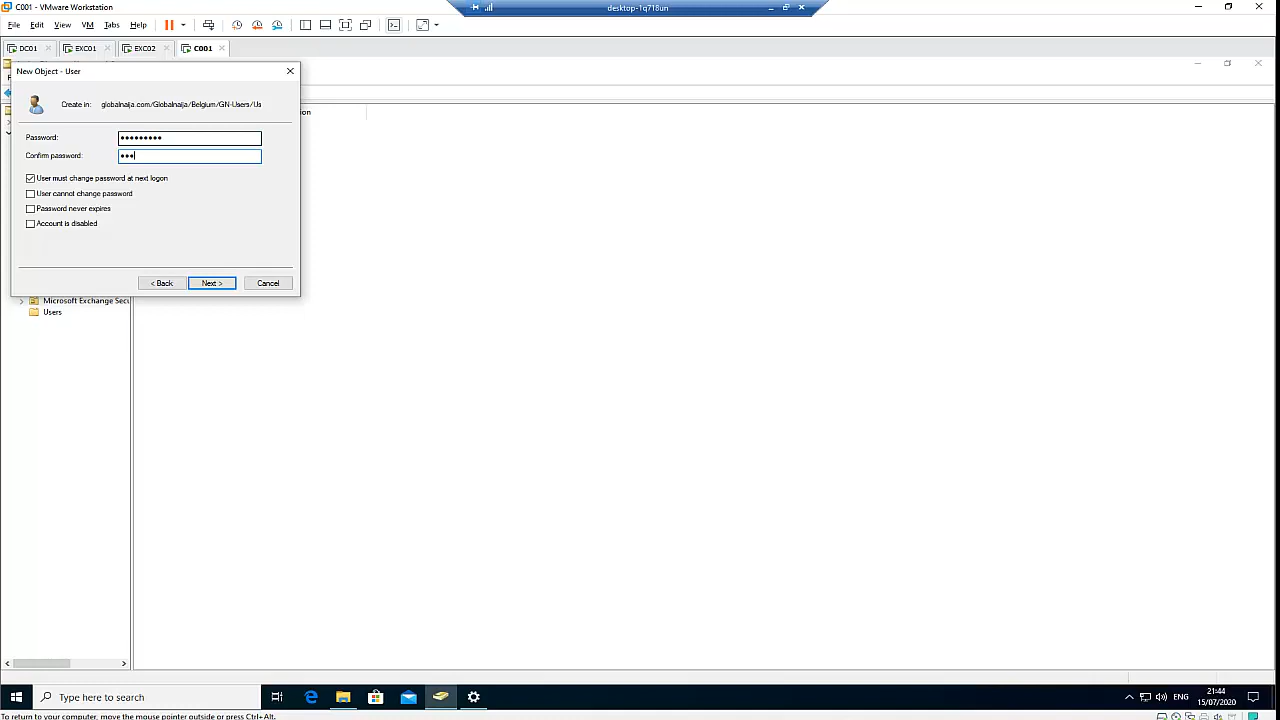 C001 - VMware Workstation
desktop-1q718un
File Edit View VM Tabs Help
DC01 EXC01 EXC02 C001
New Object - User
Create in: globalnaija.com/Globalnaija/Belgium/GN-Users/Us
on
Password: •••••••••
Confirm password: •••
User must change password at next logon
User cannot change password
Password never expires
Account is disabled
< Back Next > Cancel
Microsoft Exchange Secu
Users
Type here to search
ENG
21:44
15/07/2020
To return to your computer, move the mouse pointer outside or press Ctrl+Alt.